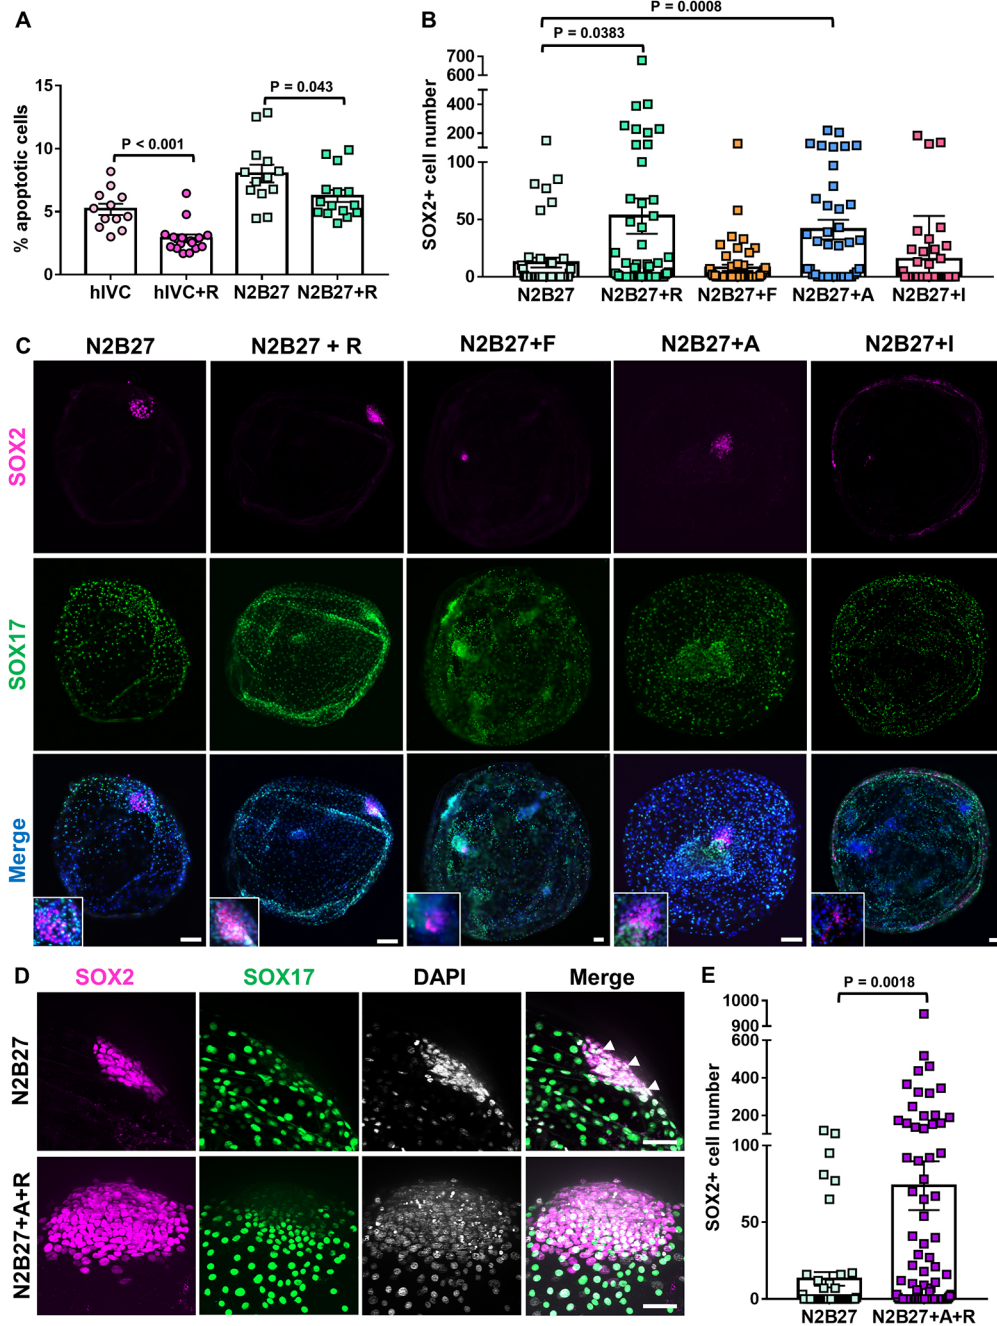 A
% apoptotic cells
15
10
5
0
P < 0.001
P = 0.043
hIVC
hIVC+R
N2B27
N2B27+R
B
SOX2+ cell number
700
600
400
200
100
50
0
P = 0.0383
P = 0.0008
N2B27
N2B27+R
N2B27+F
N2B27+A
N2B27+I
C
N2B27
N2B27 + R
N2B27+F
N2B27+A
N2B27+I
SOX2
SOX17
Merge
D
SOX2
SOX17
DAPI
Merge
N2B27
N2B27+A+R
E
SOX2+ cell number
1000
900
600
400
200
100
50
0
P = 0.0018
N2B27
N2B27+A+R